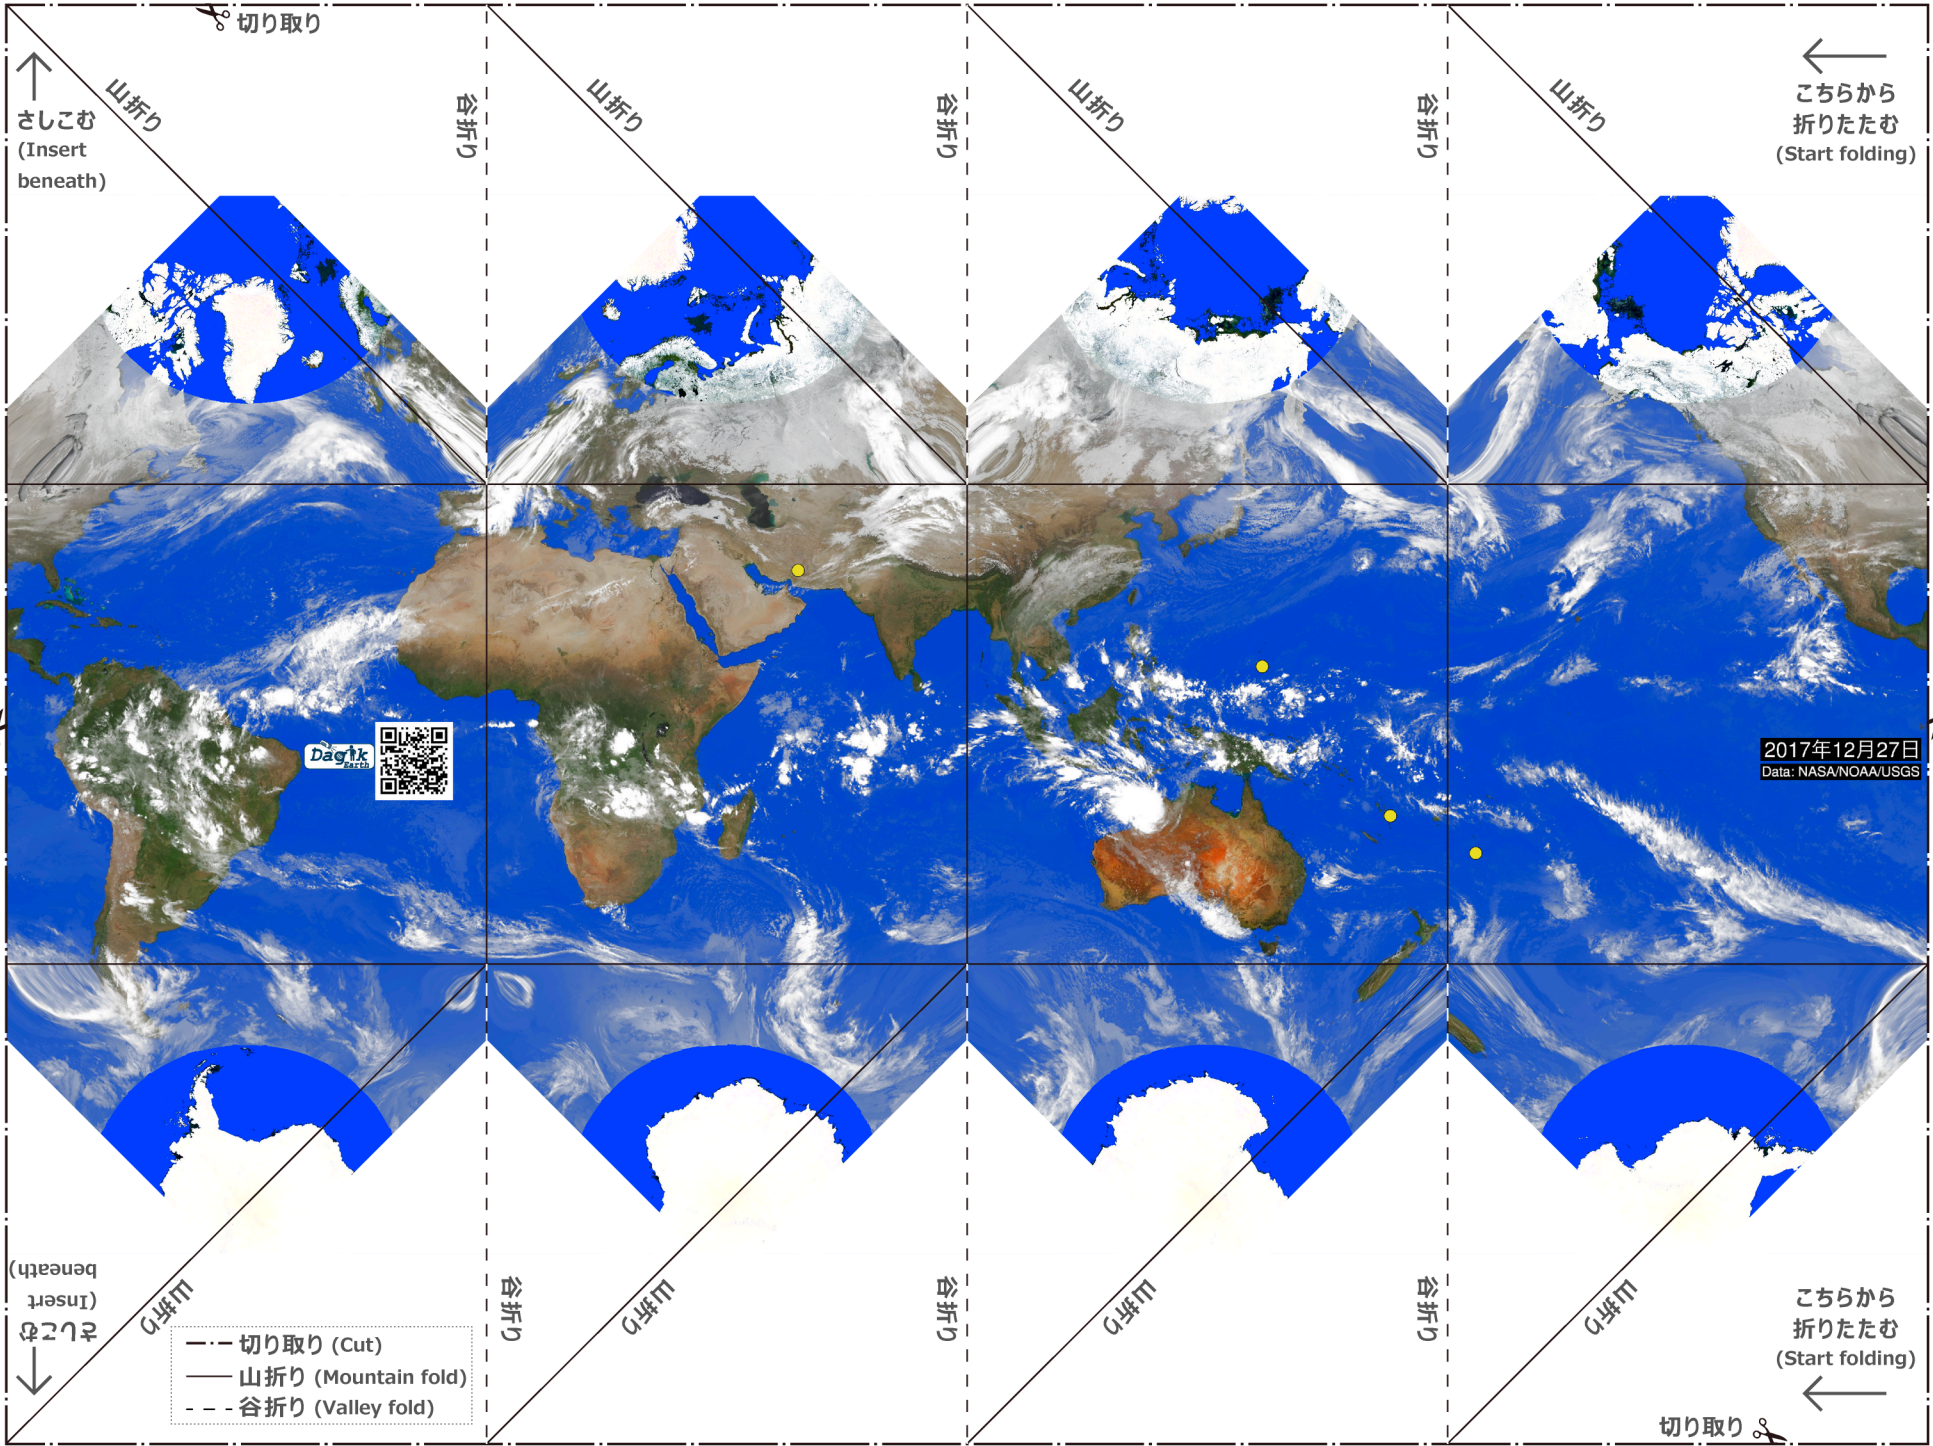 切り取り
山折り
谷折り
山折り
谷折り
山折り
谷折り
山折り
さしこむ
(Insert
beneath)
こちらから
折りたたむ
(Start folding)
Dagik
Earth
2017年12月27日
Data: NASA/NOAA/USGS
さしこむ
(Insert
beneath)
山折り
谷折り
山折り
谷折り
山折り
谷折り
山折り
こちらから
折りたたむ
(Start folding)
切り取り (Cut)
山折り (Mountain fold)
谷折り (Valley fold)
切り取り